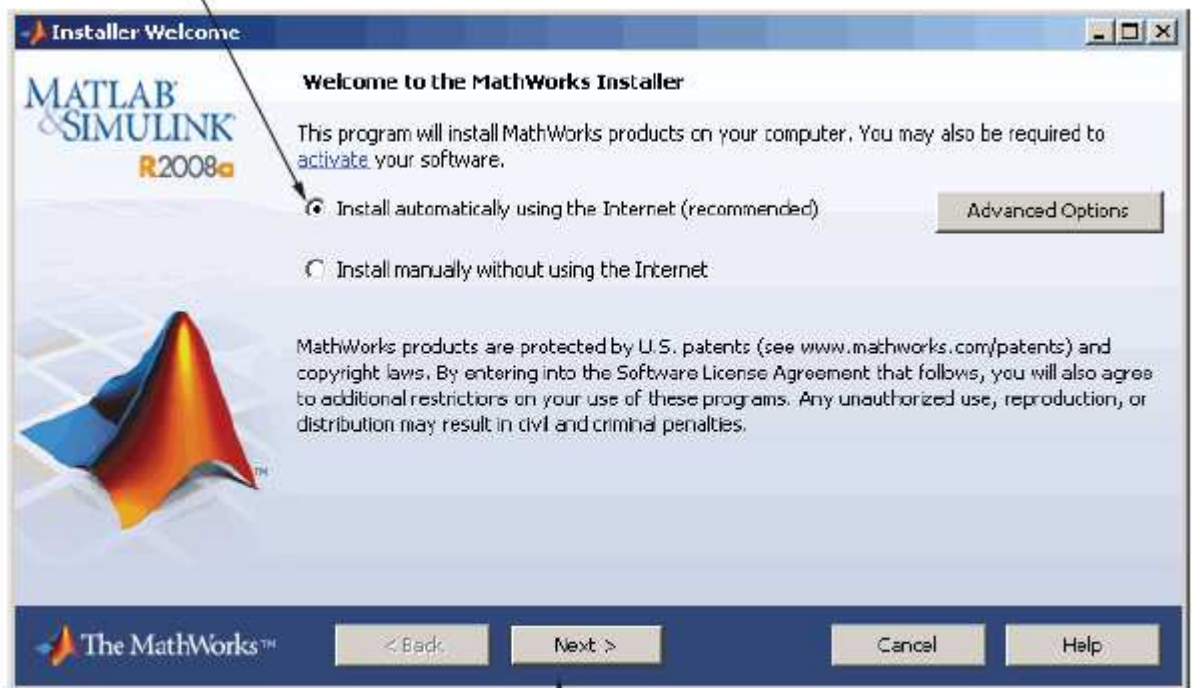 Installer Welcome
MATLAB
&SIMULINK
R2008a
Welcome to the MathWorks Installer
This program will install MathWorks products on your computer. You may also be required to
activate your software.
Install automatically using the Internet (recommended)
Advanced Options
Install manually without using the Internet
MathWorks products are protected by U.S. patents (see www.mathworks.com/patents) and
copyright laws. By entering into the Software License Agreement that follows, you will also agree
to additional restrictions on your use of these programs. Any unauthorized use, reproduction, or
distribution may result in civil and criminal penalties.
TM
The MathWorks™
< Back
Next >
Cancel
Help